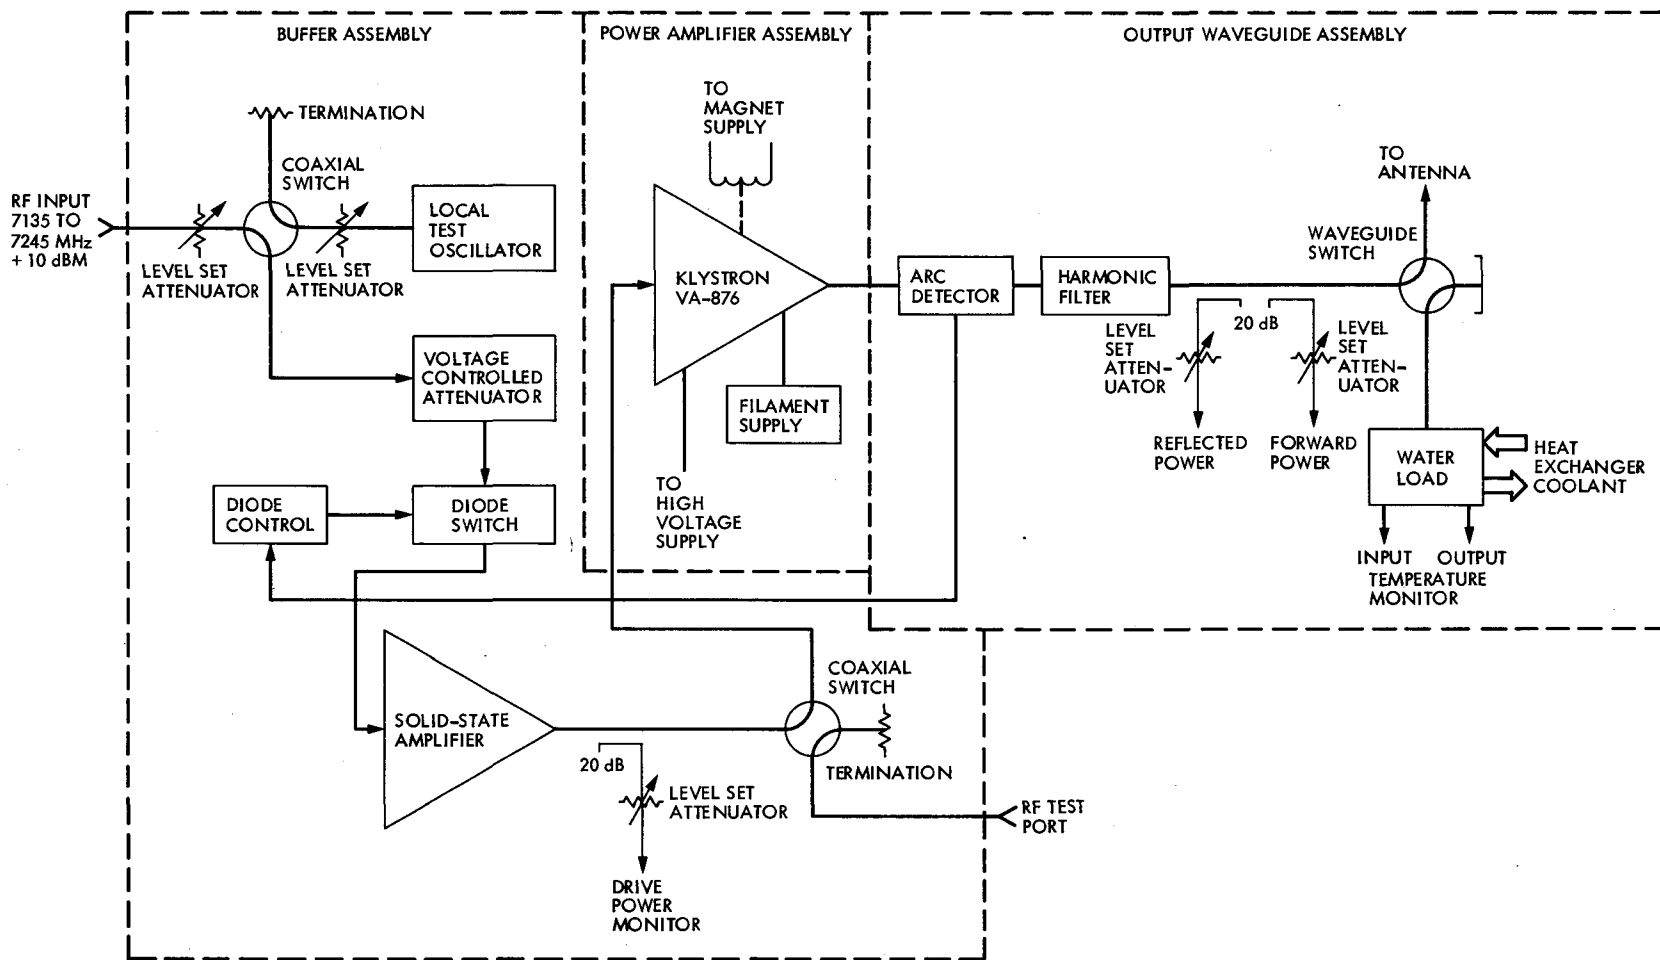 BUFFER ASSEMBLY
POWER AMPLIFIER ASSEMBLY
OUTPUT WAVEGUIDE ASSEMBLY
TERMINATION
COAXIAL
SWITCH
RF INPUT
7135 TO
7245 MHz
+ 10 dBM
LEVEL SET
ATTENUATOR
LEVEL SET
ATTENUATOR
LOCAL
TEST
OSCILLATOR
VOLTAGE
CONTROLLED
ATTENUATOR
DIODE
CONTROL
DIODE
SWITCH
TO
MAGNET
SUPPLY
KLYSTRON
VA-876
FILAMENT
SUPPLY
TO
HIGH
VOLTAGE
SUPPLY
ARC
DETECTOR
HARMONIC
FILTER
TO
ANTENNA
WAVEGUIDE
SWITCH
20 dB
LEVEL
SET
ATTEN-
UATOR
LEVEL
SET
ATTEN-
UATOR
REFLECTED
POWER
FORWARD
POWER
WATER
LOAD
HEAT
EXCHANGER
COOLANT
INPUT OUTPUT
TEMPERATURE
MONITOR
SOLID-STATE
AMPLIFIER
COAXIAL
SWITCH
TERMINATION
20 dB
LEVEL SET
ATTENUATOR
RF TEST
PORT
DRIVE
POWER
MONITOR